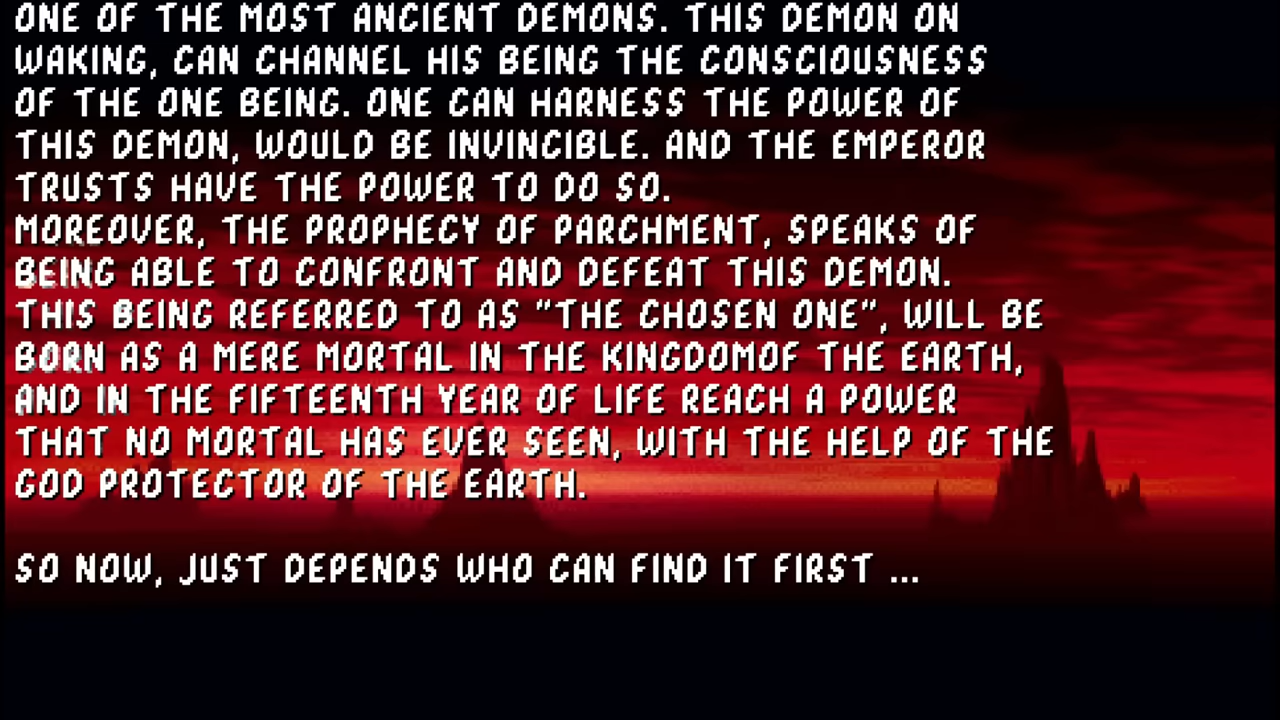 ONE OF THE MOST ANCIENT DEMONS. THIS DEMON ON
WAKING, CAN CHANNEL HIS BEING THE CONSCIOUSNESS
OF THE ONE BEING. ONE CAN HARNESS THE POWER OF
THIS DEMON, WOULD BE INVINCIBLE. AND THE EMPEROR
TRUSTS HAVE THE POWER TO DO SO.
MOREOVER, THE PROPHECY OF PARCHMENT, SPEAKS OF
BEING ABLE TO CONFRONT AND DEFEAT THIS DEMON.
THIS BEING REFERRED TO AS "THE CHOSEN ONE", WILL BE
BORN AS A MERE MORTAL IN THE KINGDOMOF THE EARTH,
AND IN THE FIFTEENTH YEAR OF LIFE REACH A POWER
THAT NO MORTAL HAS EVER SEEN, WITH THE HELP OF THE
GOD PROTECTOR OF THE EARTH.
SO NOW, JUST DEPENDS WHO CAN FIND IT FIRST ...